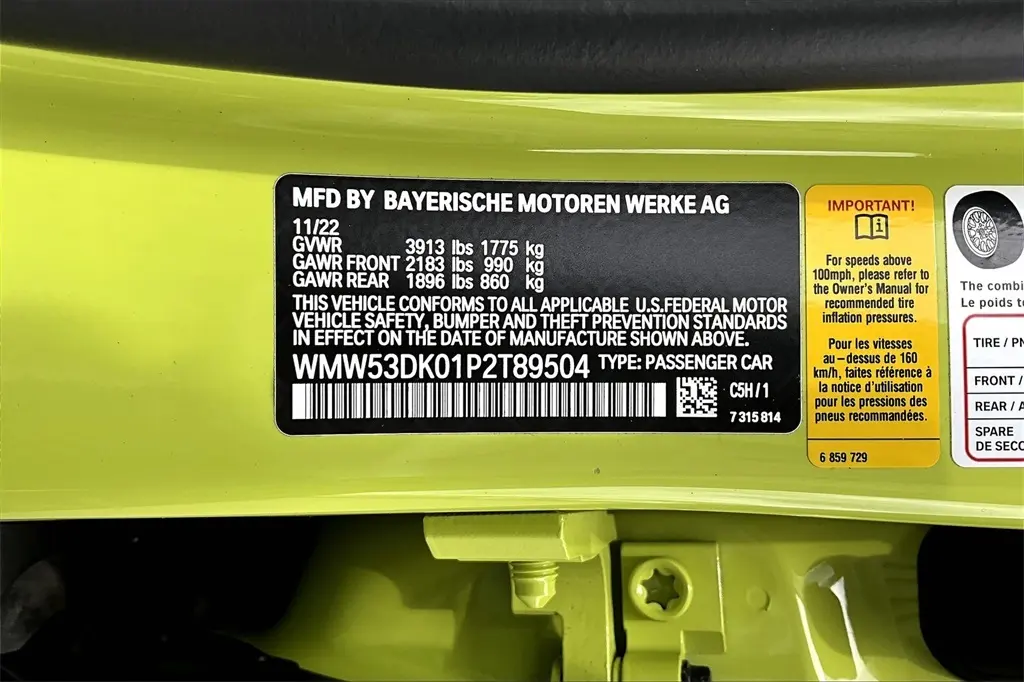 MFD BY BAYERISCHE MOTOREN WERKE AG
11/22
GVWR 3913 lbs 1775 kg
GAWR FRONT 2183 lbs 990 kg
GAWR REAR 1896 lbs 860 kg
THIS VEHICLE CONFORMS TO ALL APPLICABLE U.S.FEDERAL MOTOR
VEHICLE SAFETY, BUMPER AND THEFT PREVENTION STANDARDS
IN EFFECT ON THE DATE OF MANUFACTURE SHOWN ABOVE.
WMW53DK01P2T89504 TYPE: PASSENGER CAR
C5H / 1
7 315 814
IMPORTANT!
For speeds above
100mph, please refer to
the Owner's Manual for
recommended tire
inflation pressures.
Pour les vitesses
au-dessus de 160
km/h, faites référence à
la notice d'utilisation
pour les pressions des
pneus recommandées.
6 859 729
The combi
Le poids t
TIRE / PN
FRONT /
REAR / A
SPARE
DE SECO